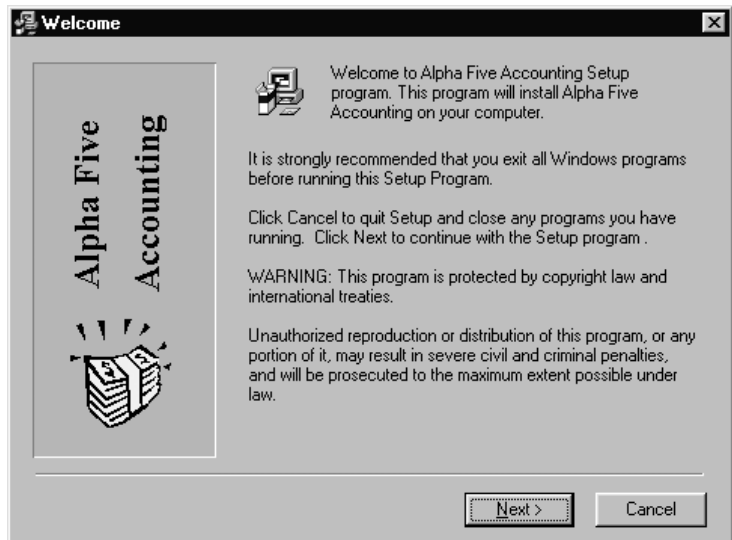 Welcome
Alpha Five
Accounting
Welcome to Alpha Five Accounting Setup
program. This program will install Alpha Five
Accounting on your computer.
It is strongly recommended that you exit all Windows programs
before running this Setup Program.
Click Cancel to quit Setup and close any programs you have
running. Click Next to continue with the Setup program .
WARNING: This program is protected by copyright law and
international treaties.
Unauthorized reproduction or distribution of this program, or any
portion of it, may result in severe civil and criminal penalties,
and will be prosecuted to the maximum extent possible under
law.
Next >
Cancel